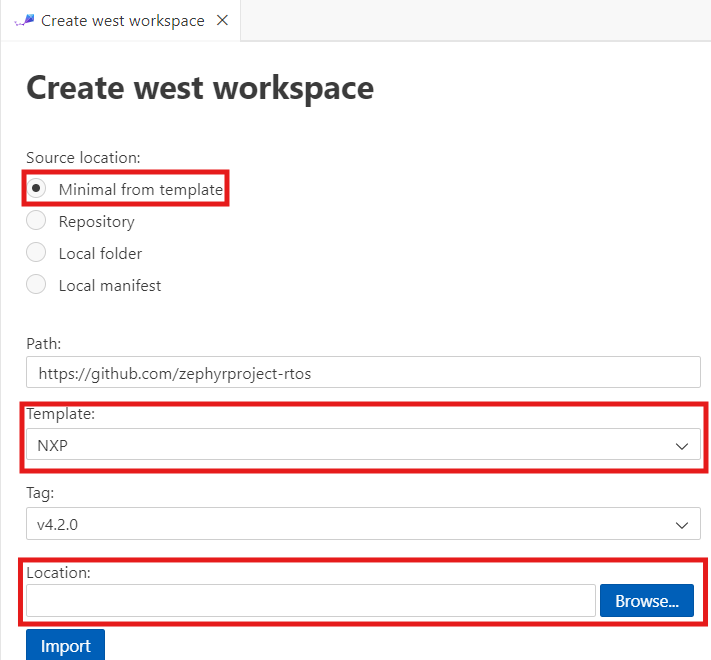 Create west workspace
Create west workspace
Source location:
Minimal from template
Repository
Local folder
Local manifest
Path:
https://github.com/zephyrproject-rtos
Template:
NXP
Tag:
v4.2.0
Location:
Browse...
Import